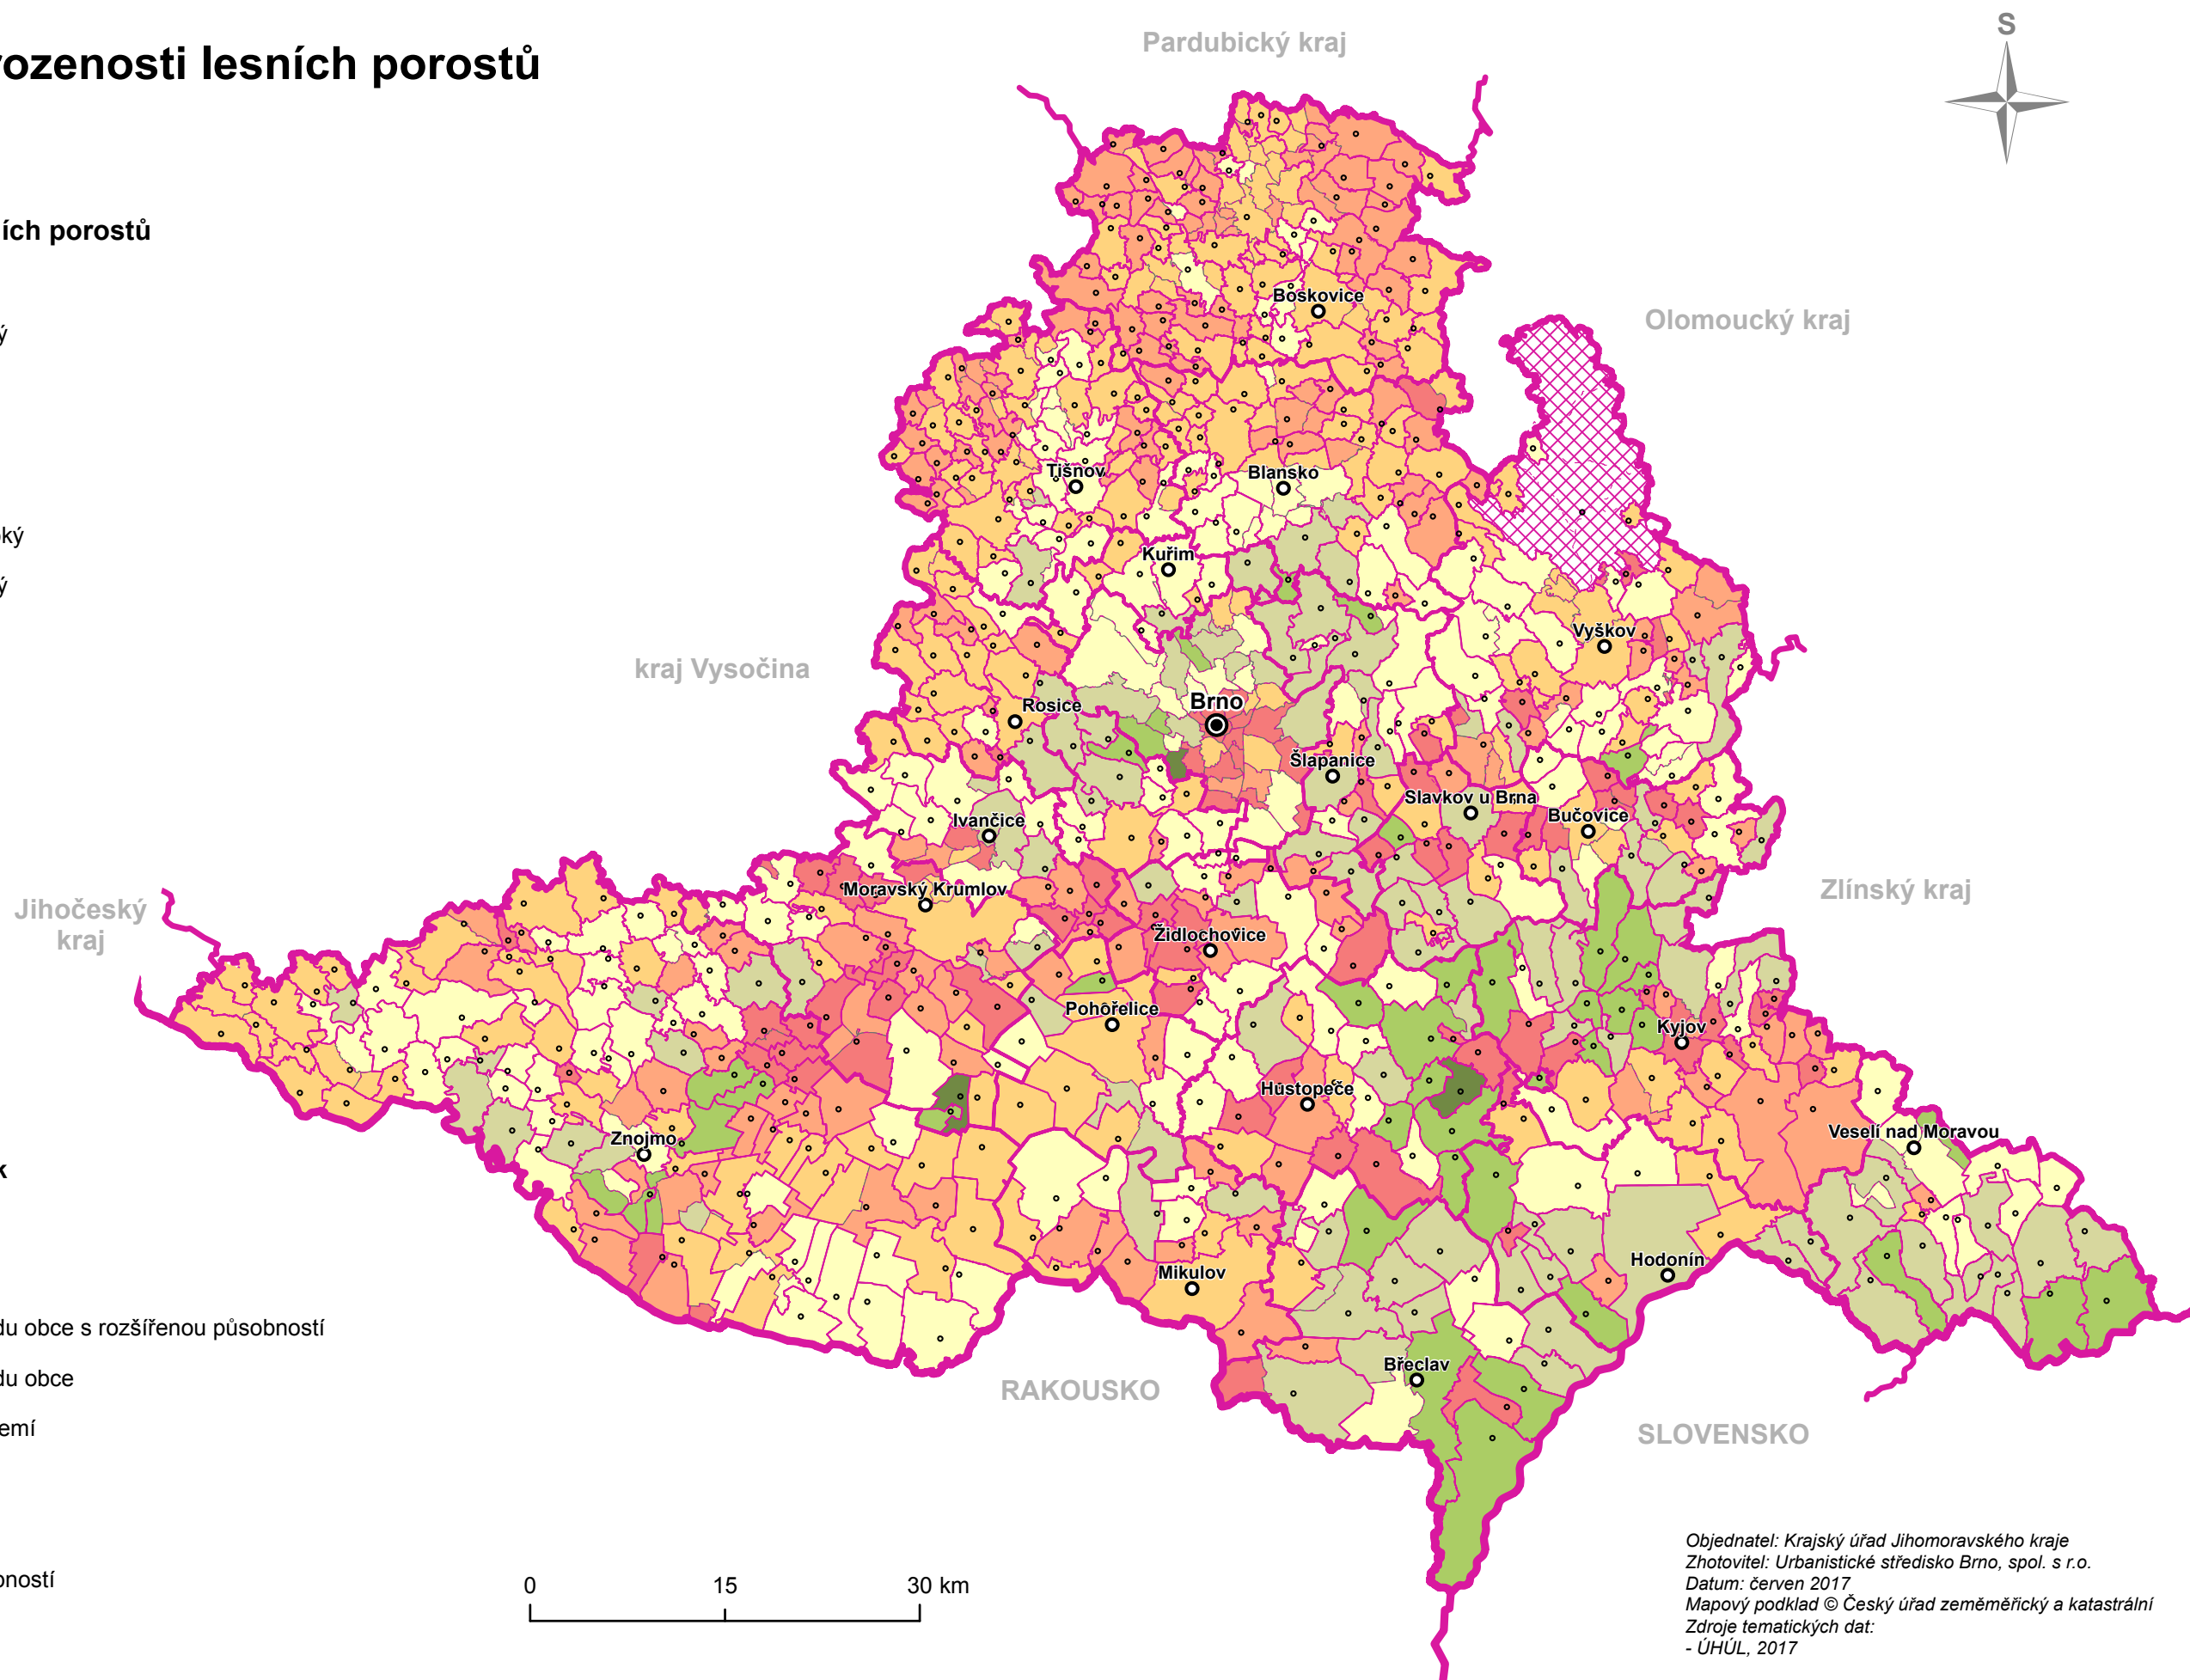 rozenosti lesních porostů
ích porostů
ý
ký
ý
k
du obce s rozšířenou působností
du obce
emí
ností
Pardubický kraj
S
Olomoucký kraj
kraj Vysočina
Zlínský kraj
Jihočeský
kraj
RAKOUSKO
SLOVENSKO
Boskovice
Tišnov
Blansko
Kuřim
Vyškov
Brno
Rosice
Šlapanice
Slavkov u Brna
Bučovice
Ivančice
Moravský Krumlov
Židlochovice
Pohořelice
Kyjov
Hustopeče
Znojmo
Veselí nad Moravou
Hodonín
Mikulov
Břeclav
0 15 30 km
Objednatel: Krajský úřad Jihomoravského kraje
Zhotovitel: Urbanistické středisko Brno, spol. s r.o.
Datum: červen 2017
Mapový podklad © Český úřad zeměměřický a katastrální
Zdroje tematických dat:
- ÚHÚL, 2017